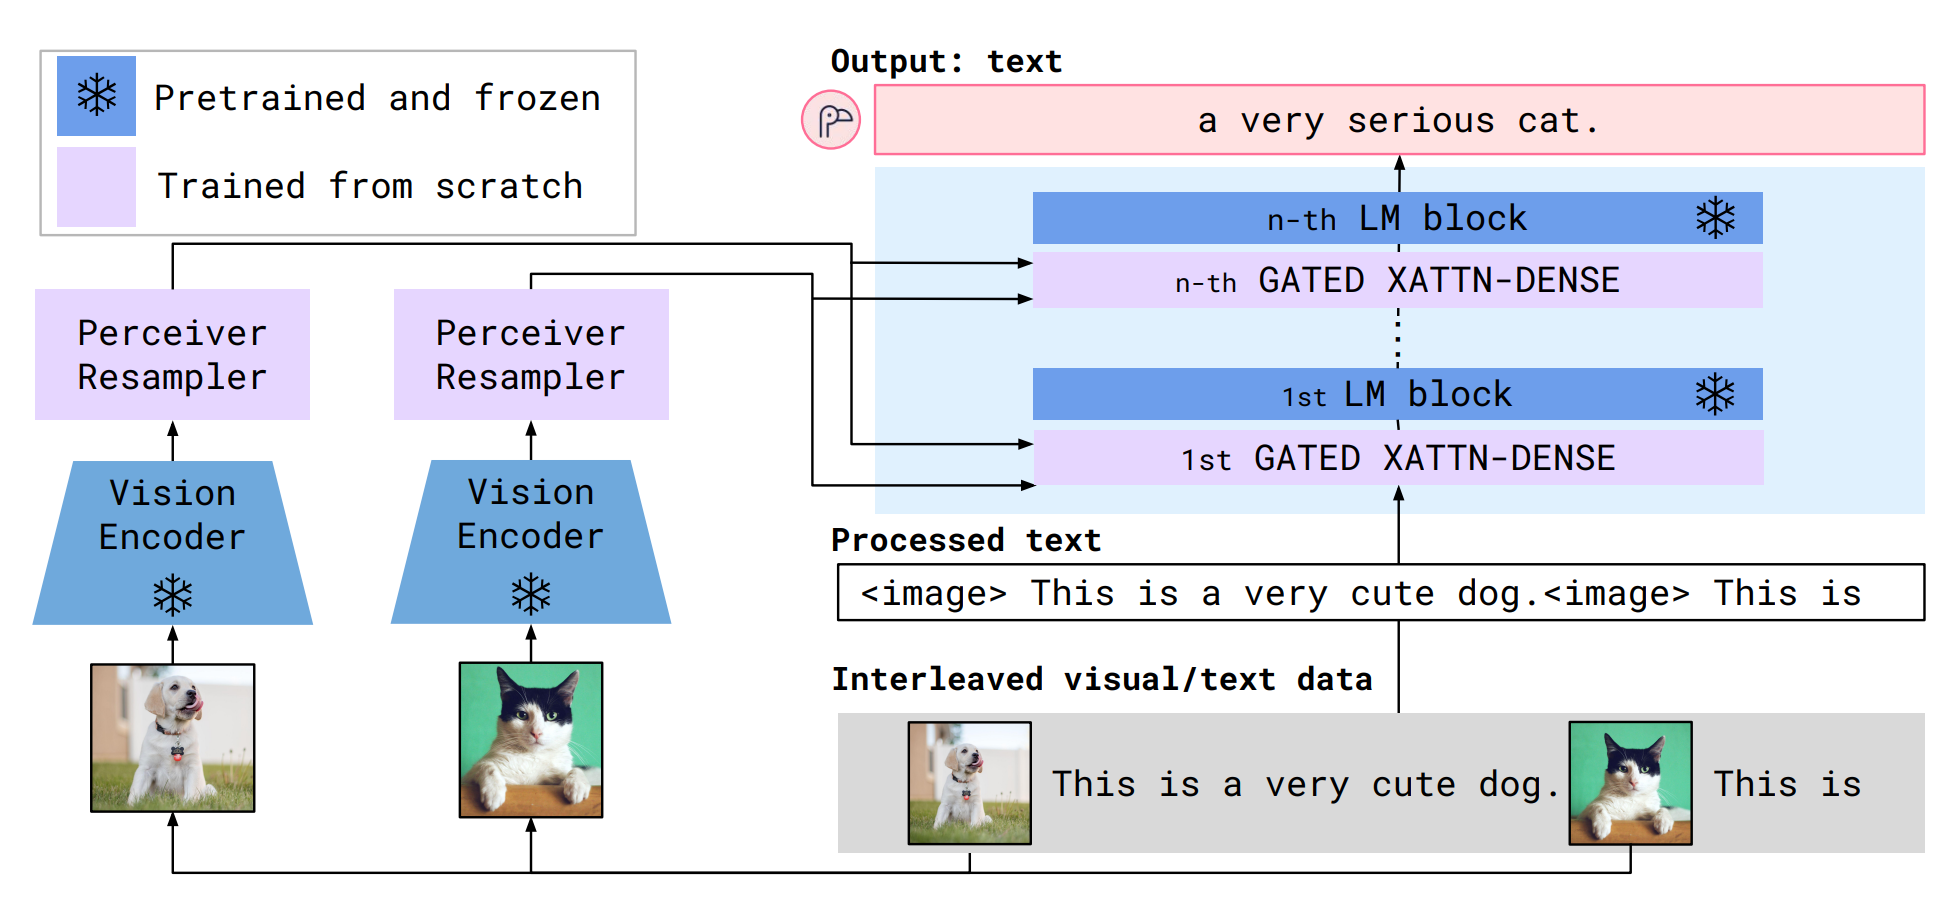 Pretrained and frozen
Trained from scratch
Perceiver
Resampler
Perceiver
Resampler
Vision
Encoder
Vision
Encoder
Output: text
a very serious cat.
n-th LM block
n-th GATED XATTN-DENSE
1st LM block
1st GATED XATTN-DENSE
Processed text
<image> This is a very cute dog.<image> This is
Interleaved visual/text data
This is a very cute dog. This is